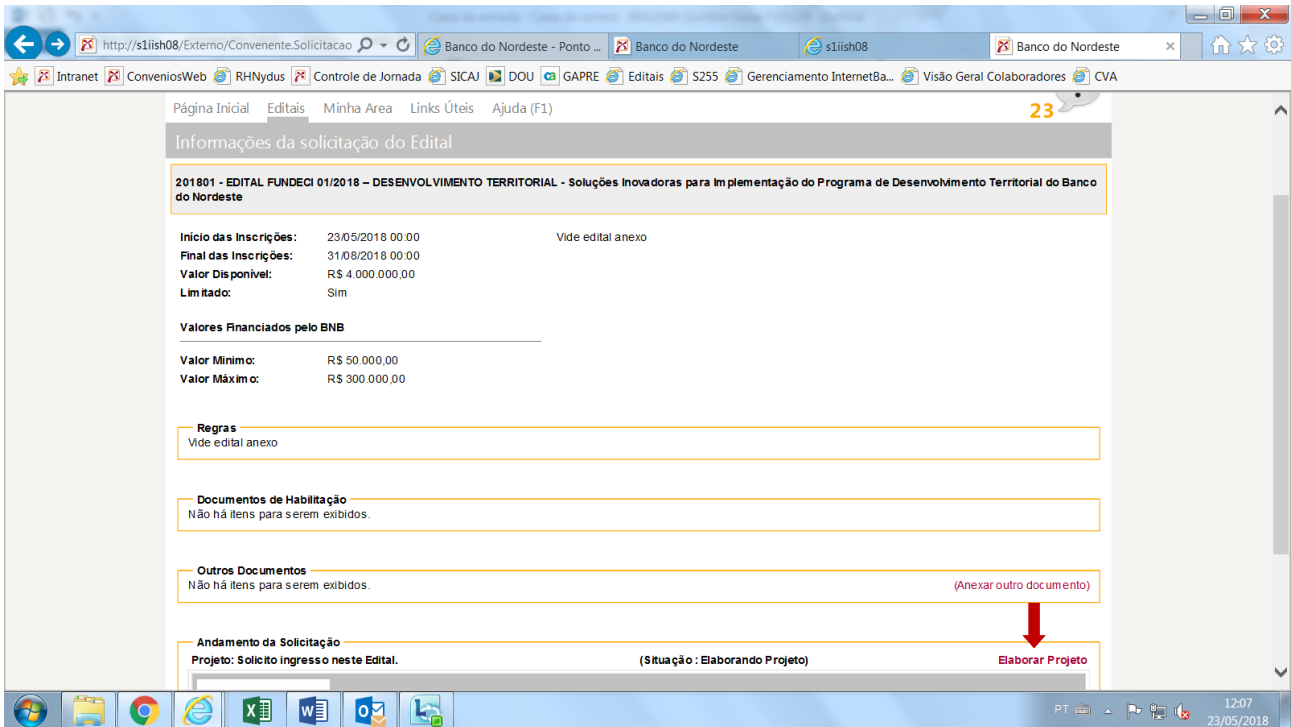 http://s1iish08/Externo/Convenente.Solicitacao
Banco do Nordeste - Ponto ...
Banco do Nordeste
s1iish08
Banco do Nordeste
Intranet
ConveniosWeb
RHNydus
Controle de Jornada
SICAJ
DOU
GAPRE
Editais
S255
Gerenciamento InternetBa...
Visão Geral Colaboradores
CVA
Página Inicial Editais Minha Area Links Úteis Ajuda (F1)
23
Informações da solicitação do Edital
201801 - EDITAL FUNDECI 01/2018 – DESENVOLVIMENTO TERRITORIAL - Soluções Inovadoras para Implementação do Programa de Desenvolvimento Territorial do Banco
do Nordeste
Início das Inscrições: 23/05/2018 00:00 Vide edital anexo
Final das Inscrições: 31/08/2018 00:00
Valor Disponível: R$ 4.000.000,00
Limitado: Sim
Valores Financiados pelo BNB
Valor Minimo: R$ 50.000,00
Valor Máximo: R$ 300.000,00
Regras
Vide edital anexo
Documentos de Habilitação
Não há itens para serem exibidos.
Outros Documentos
Não há itens para serem exibidos. (Anexar outro documento)
Andamento da Solicitação
Projeto: Solicito ingresso neste Edital. (Situação : Elaborando Projeto) Elaborar Projeto
PT
12:07
23/05/2018